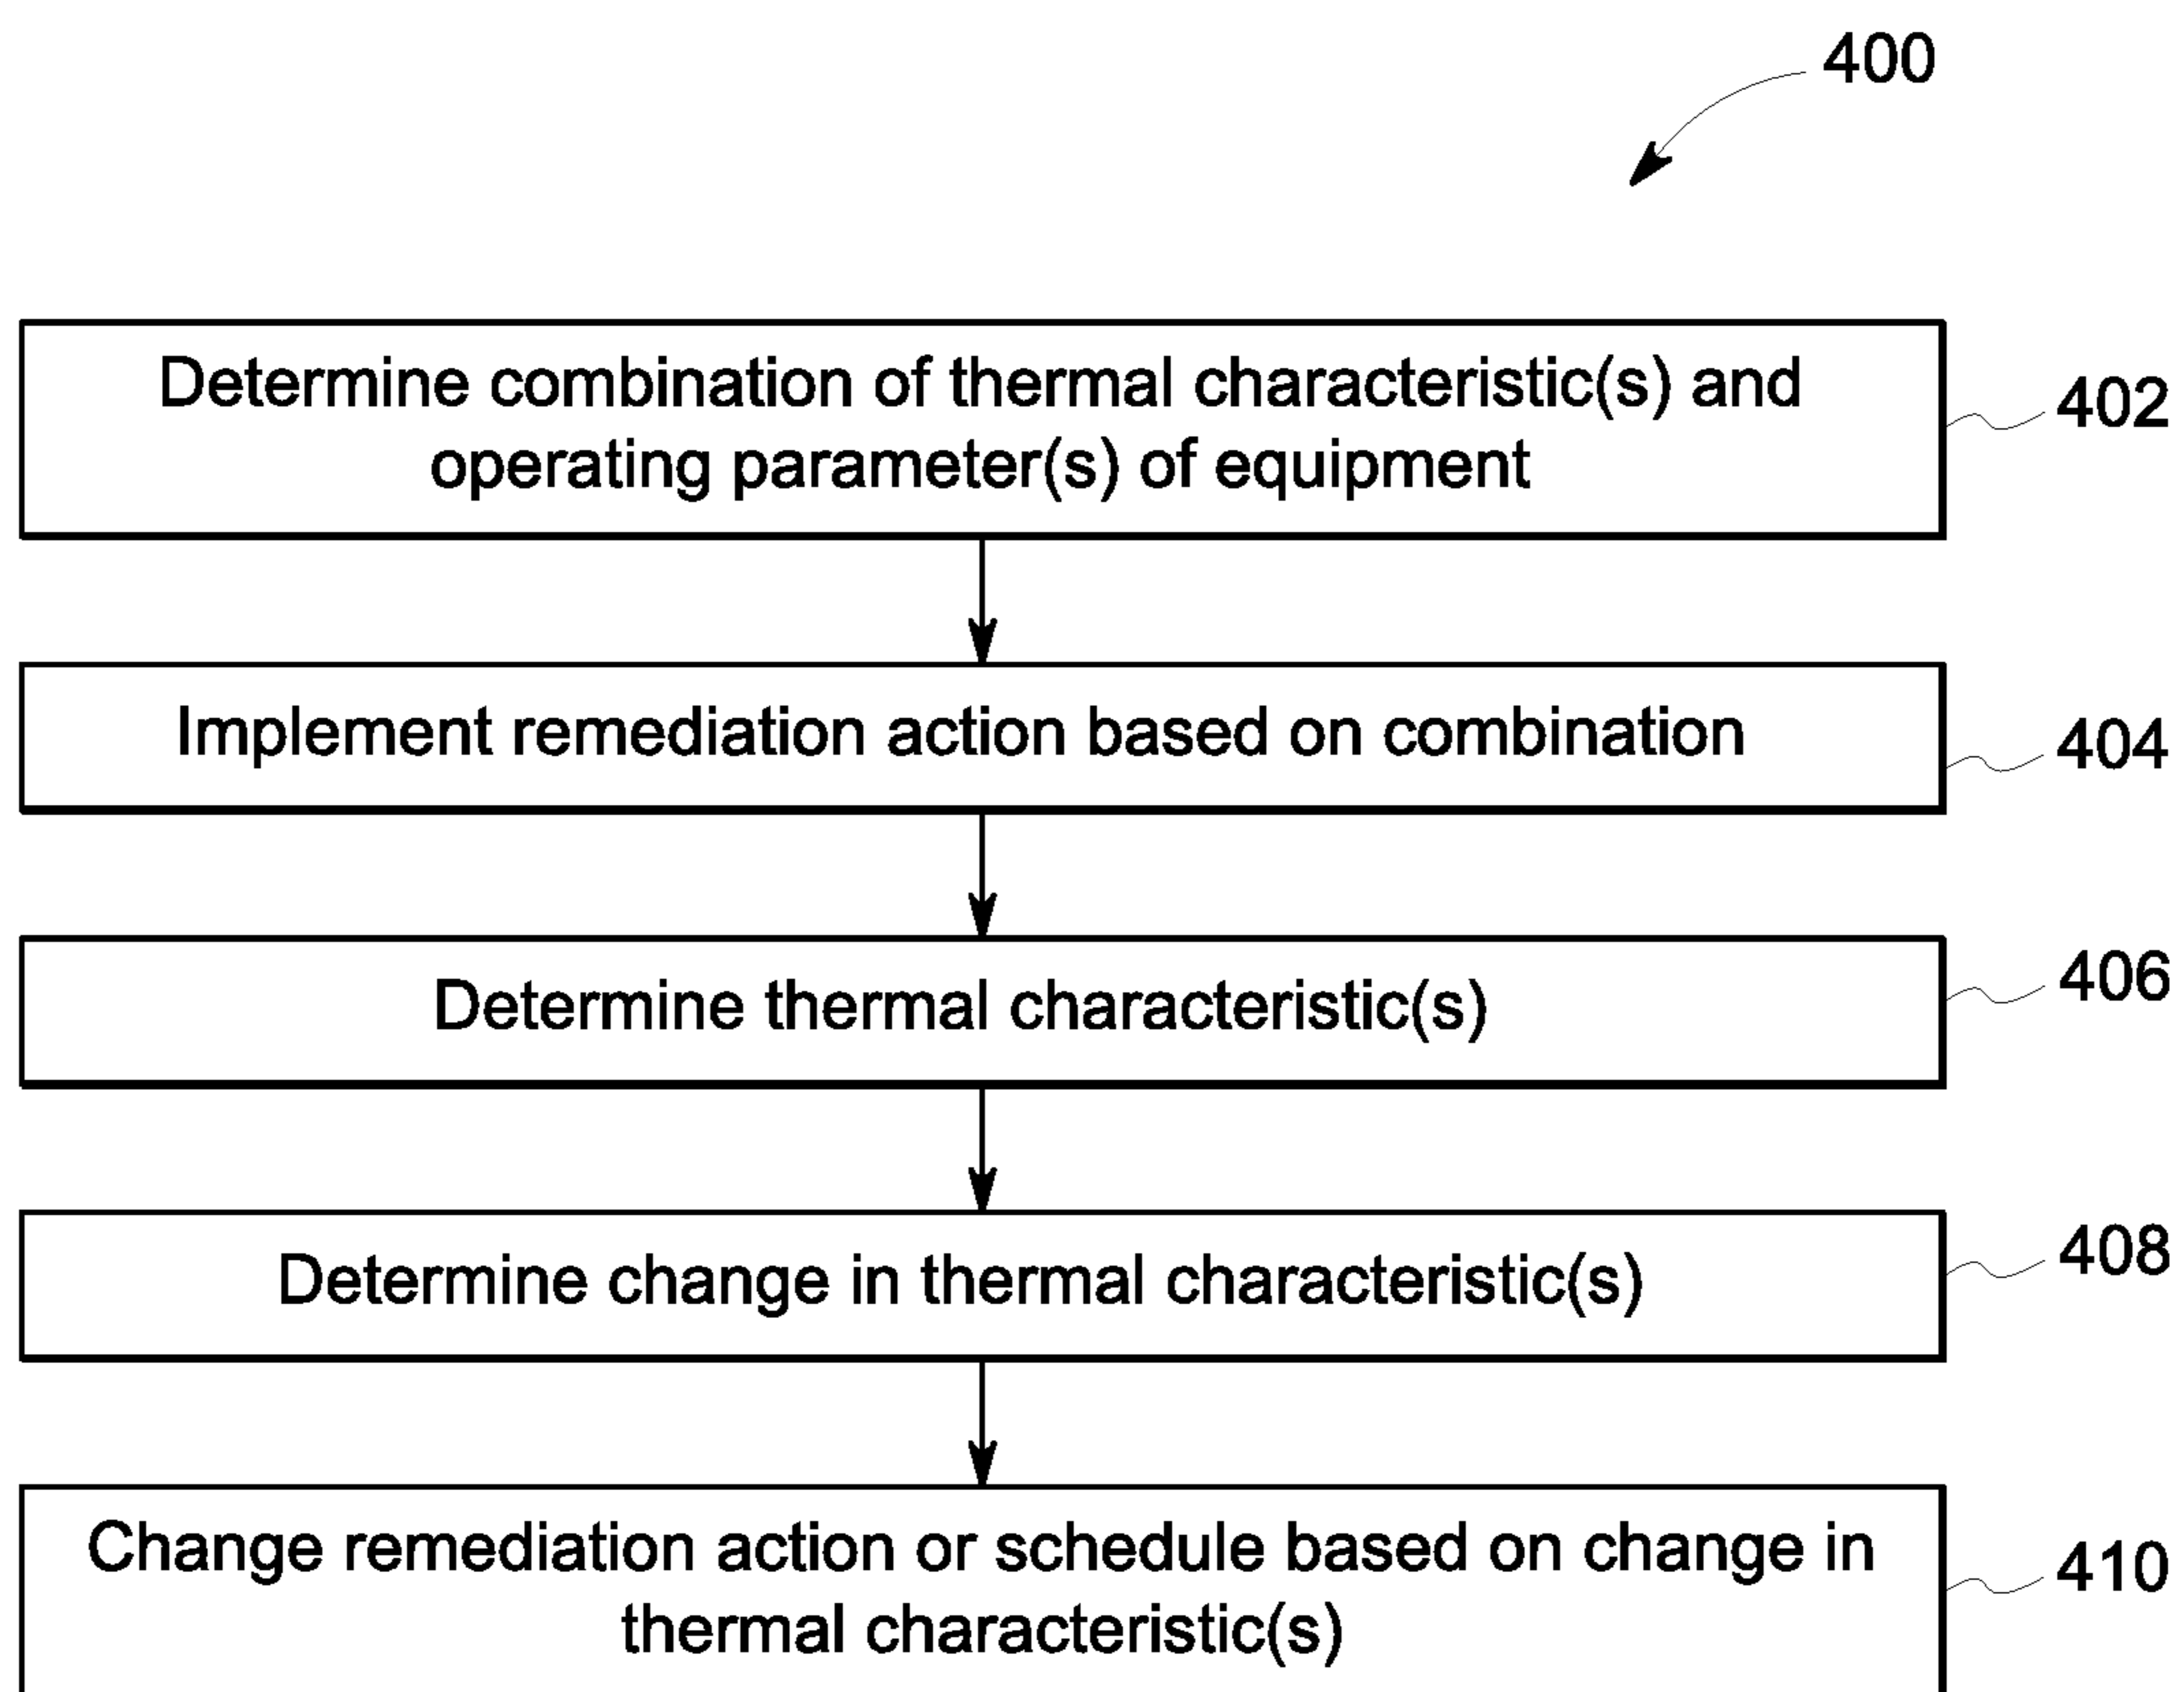 400
Determine combination of thermal characteristic(s) and
operating parameter(s) of equipment
402
Implement remediation action based on combination
404
Determine thermal characteristic(s)
406
Determine change in thermal characteristic(s)
408
Change remediation action or schedule based on change in
thermal characteristic(s)
410